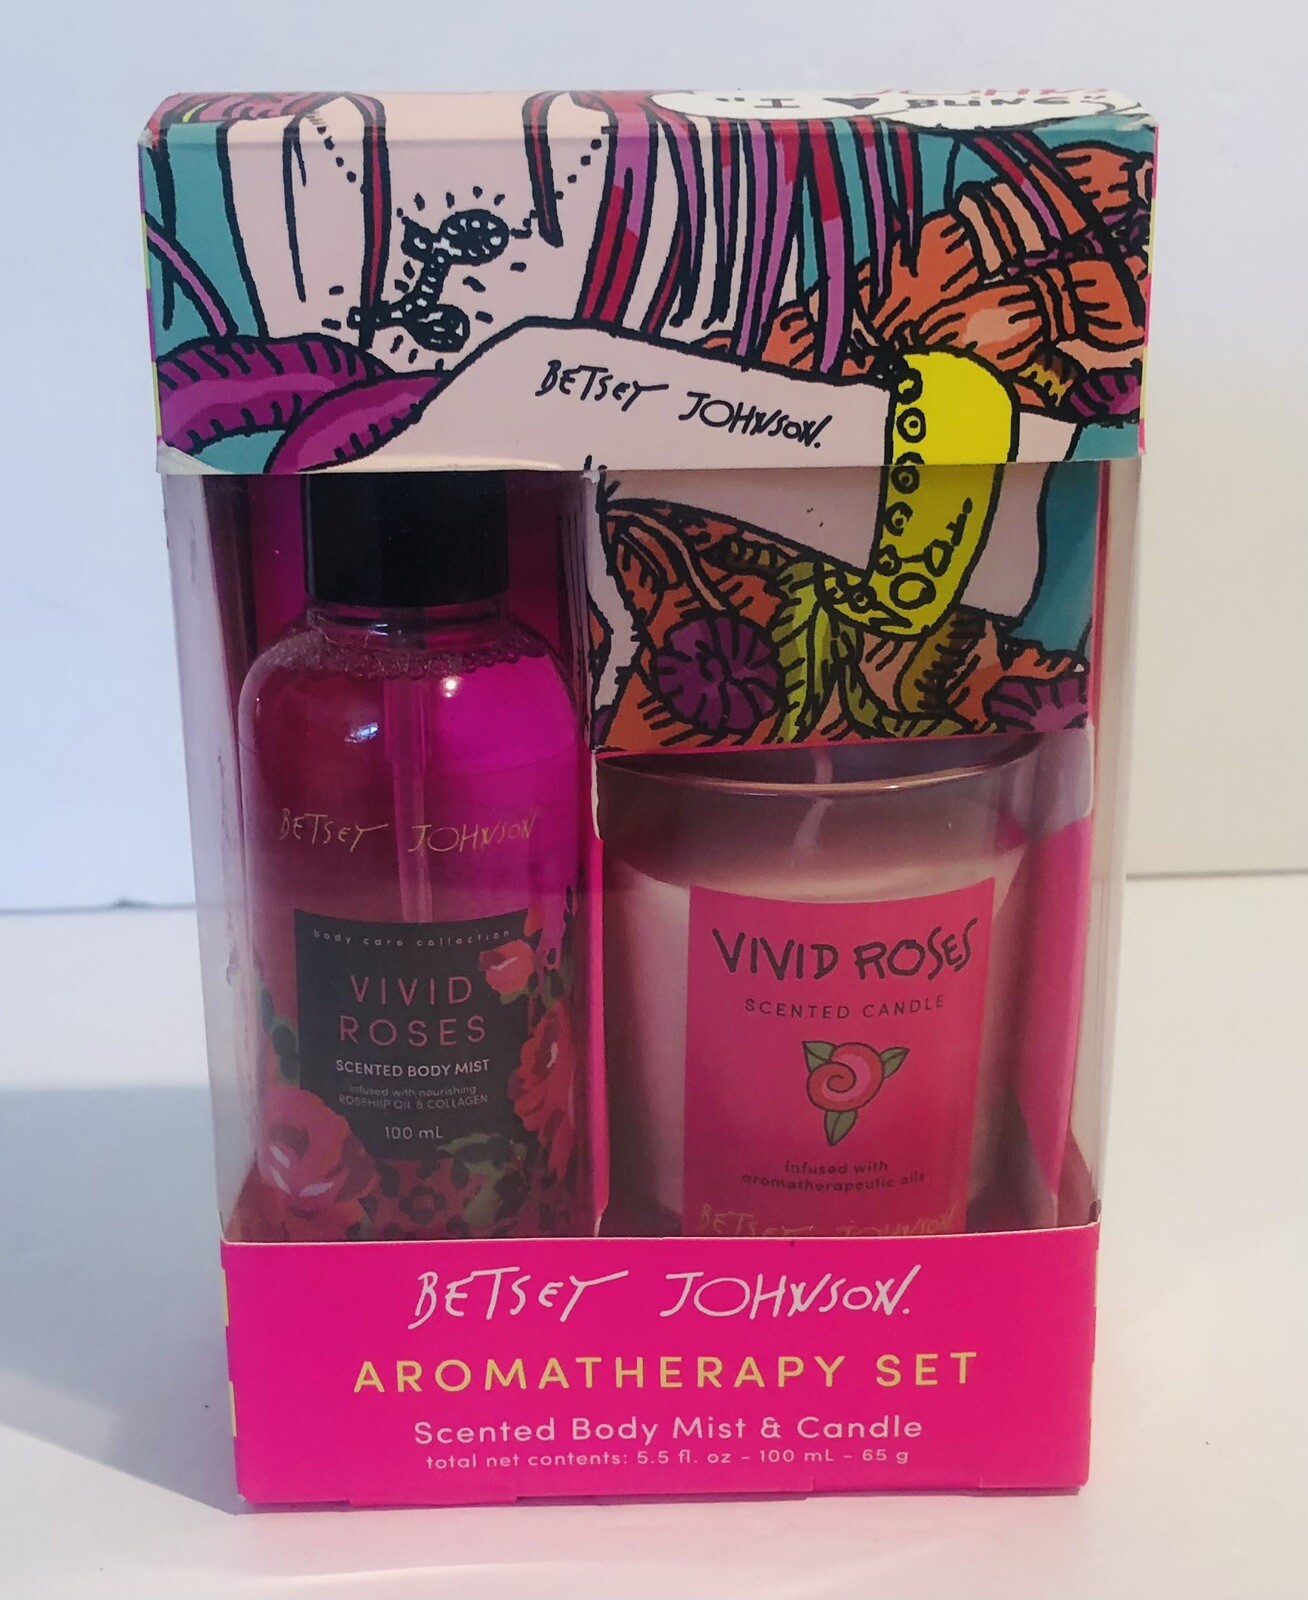 BETSEY JOHNSON.
BETSEY JOHNSON
body care collection
VIVID
ROSES
SCENTED BODY MIST
infused with nourishing
ROSEHIP OIL & COLLAGEN
100 mL
VIVID ROSES
SCENTED CANDLE
infused with
aromatherapeutic oils
BETSEY JOHNSON
BETSEY JOHNSON.
AROMATHERAPY SET
Scented Body Mist & Candle
total net contents: 5.5 fl. oz - 100 mL - 65 g